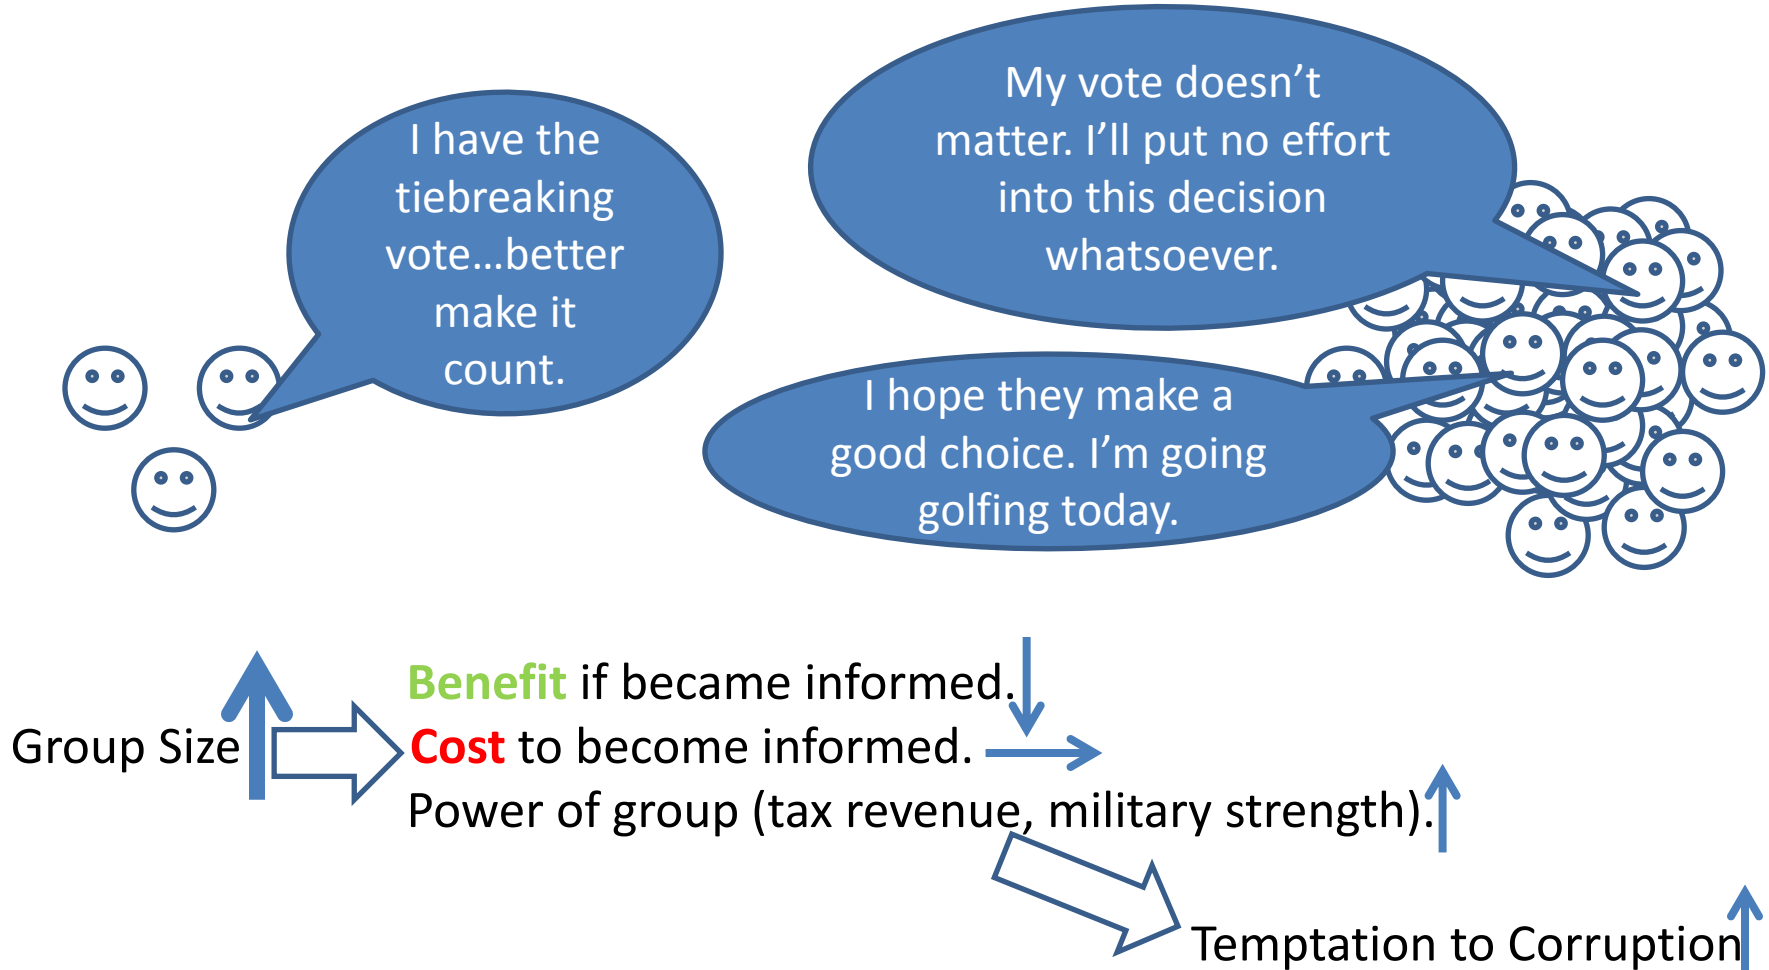 I have the
tiebreaking
vote…better
make it
count.
My vote doesn’t
matter. I’ll put no effort
into this decision
whatsoever.
I hope they make a
good choice. I’m going
golfing today.
Group Size
Benefit if became informed.
Cost to become informed.
Power of group (tax revenue, military strength).
Temptation to Corruption